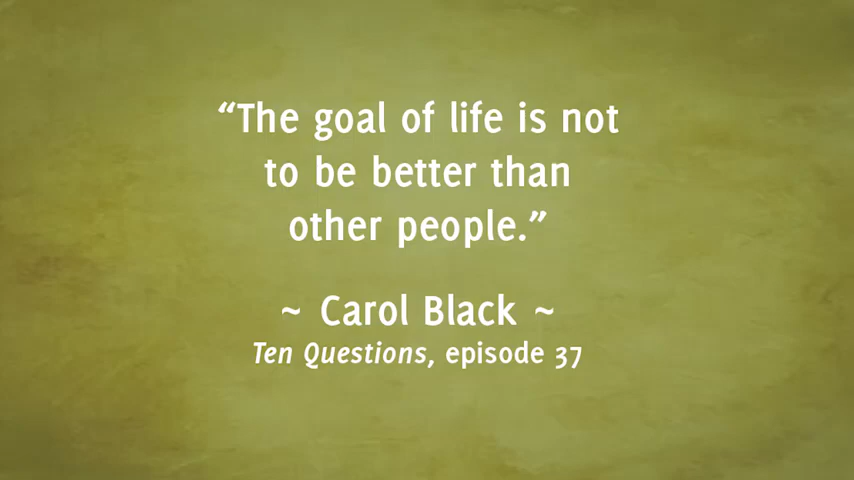 “The goal of life is not
to be better than
other people.”
~ Carol Black ~
Ten Questions, episode 37